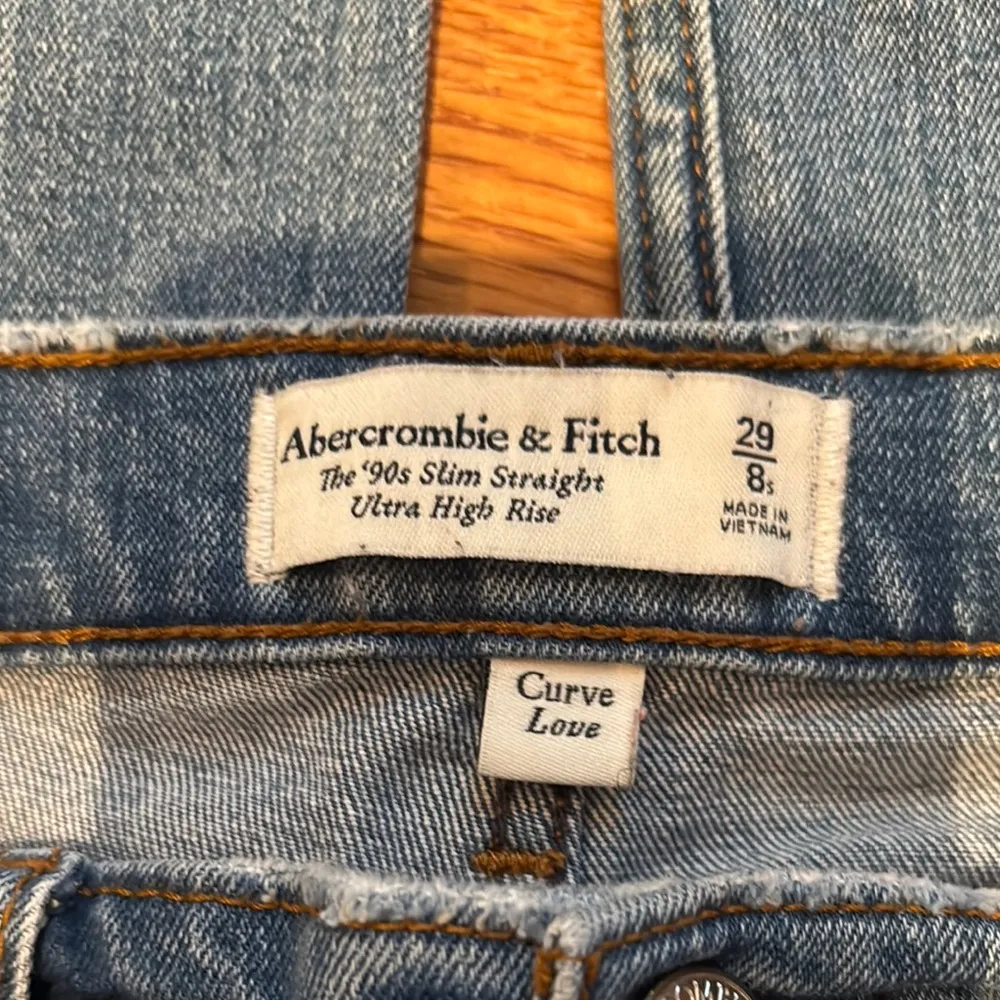 Abercrombie & Fitch
The '90s Slim Straight
Ultra High Rise
29
8s
MADE IN
VIETNAM
Curve
Love